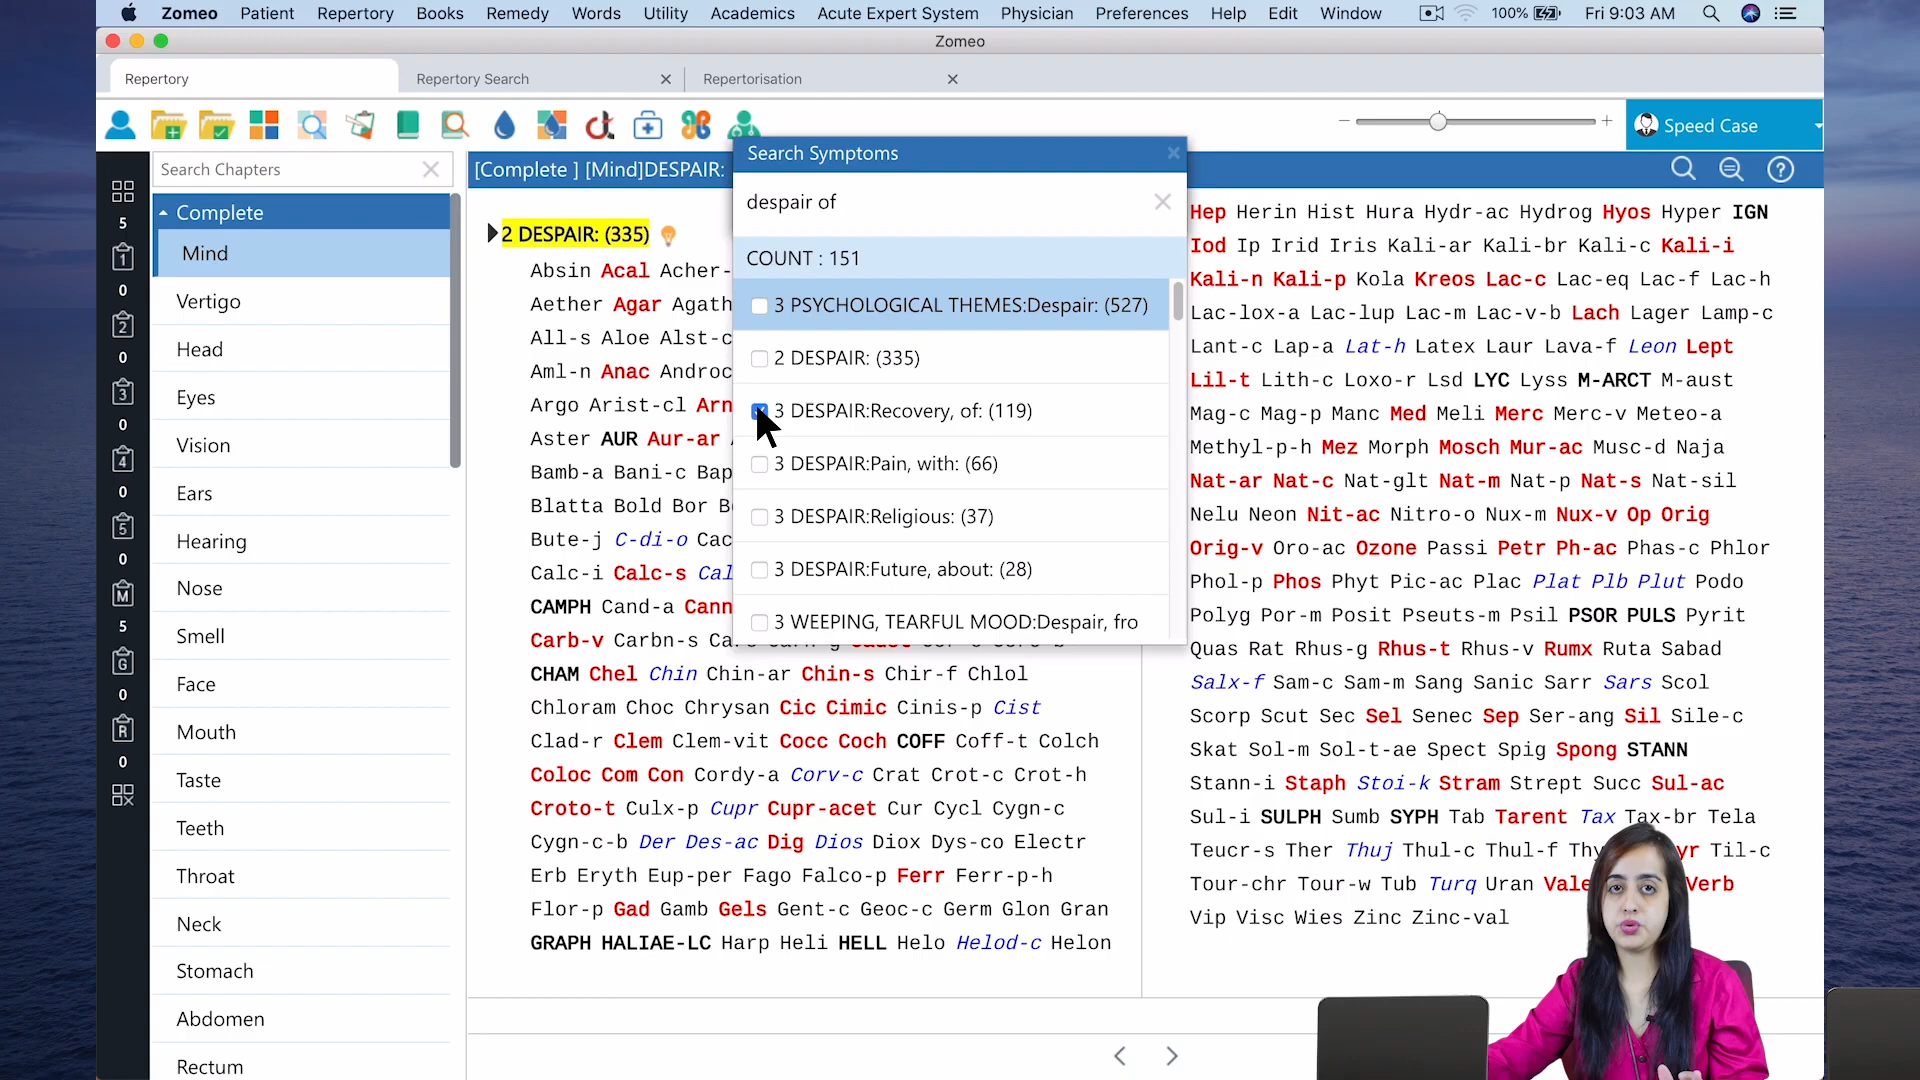 Zomeo Patient Repertory Books Remedy Words Utility Academics Acute Expert System Physician Preferences Help Edit Window 100% Fri 9:03 AM
Zomeo
Repertory Repertory Search Repertorisation
Speed Case
Search Chapters
Complete
Mind
Vertigo
Head
Eyes
Vision
Ears
Hearing
Nose
Smell
Face
Mouth
Taste
Teeth
Throat
Neck
Stomach
Abdomen
Rectum
5
1
0
2
0
3
0
4
0
5
0
M
5
G
0
R
0
[Complete ] [Mind]DESPAIR:
2 DESPAIR: (335)
Absin Acal Acher-
Aether Agar Agath
All-s Aloe Alst-c
Aml-n Anac Androc
Argo Arist-cl Arn
Aster AUR Aur-ar
Bamb-a Bani-c Bap
Blatta Bold Bor
Bute-j C-di-o Cac
Calc-i Calc-s Cal
CAMPH Cand-a Cann
Carb-v Carbn-s
CHAM Chel Chin Chin-ar Chin-s Chir-f Chlol
Chloram Choc Chrysan Cic Cimic Cinis-p Cist
Clad-r Clem Clem-vit Cocc Coch COFF Coff-t Colch
Coloc Com Con Cordy-a Corv-c Crat Crot-c Crot-h
Croto-t Culx-p Cupr Cupr-acet Cur Cycl Cygn-c
Cygn-c-b Der Des-ac Dig Dios Diox Dys-co Electr
Erb Eryth Eup-per Fago Falco-p Ferr Ferr-p-h
Flor-p Gad Gamb Gels Gent-c Geoc-c Germ Glon Gran
GRAPH HALIAE-LC Harp Heli HELL Helo Helod-c Helon
Search Symptoms
despair of
COUNT : 151
3 PSYCHOLOGICAL THEMES:Despair: (527)
2 DESPAIR: (335)
3 DESPAIR:Recovery, of: (119)
3 DESPAIR:Pain, with: (66)
3 DESPAIR:Religious: (37)
3 DESPAIR:Future, about: (28)
3 WEEPING, TEARFUL MOOD:Despair, fro
Hep Herin Hist Hura Hydr-ac Hydrog Hyos Hyper IGN
Iod Ip Irid Iris Kali-ar Kali-br Kali-c Kali-i
Kali-n Kali-p Kola Kreos Lac-c Lac-eq Lac-f Lac-h
Lac-lox-a Lac-lup Lac-m Lac-v-b Lach Lager Lamp-c
Lant-c Lap-a Lat-h Latex Laur Lava-f Leon Lept
Lil-t Lith-c Loxo-r Lsd LYC Lyss M-ARCT M-aust
Mag-c Mag-p Manc Med Meli Merc Merc-v Meteo-a
Methyl-p-h Mez Morph Mosch Mur-ac Musc-d Naja
Nat-ar Nat-c Nat-glt Nat-m Nat-p Nat-s Nat-sil
Nelu Neon Nit-ac Nitro-o Nux-m Nux-v Op Orig
Orig-v Oro-ac Ozone Passi Petr Ph-ac Phas-c Phlor
Phol-p Phos Phyt Pic-ac Plac Plat Plb Plut Podo
Polyg Por-m Posit Pseuts-m Psil PSOR PULS Pyrit
Quas Rat Rhus-g Rhus-t Rhus-v Rumx Ruta Sabad
Salx-f Sam-c Sam-m Sang Sanic Sarr Sars Scol
Scorp Scut Sec Sel Senec Sep Ser-ang Sil Sile-c
Skat Sol-m Sol-t-ae Spect Spig Spong STANN
Stann-i Staph Stoi-k Stram Strept Succ Sul-ac
Sul-i SULPH Sumb SYPH Tab Tarent Tax Tax-br Tela
Teucr-s Ther Thuj Thul-c Thul-f Til-c
Tour-chr Tour-w Tub Turq Uran Verb
Vip Visc Wies Zinc Zinc-val